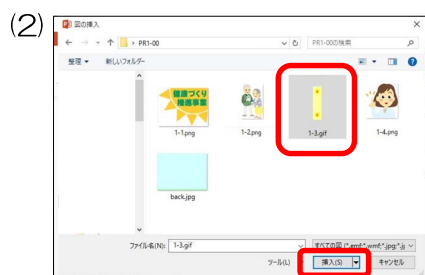 (2)
図の挿入
PR1-00
PR1-00の検索
整理
新しいフォルダー
健康づくり
推進事業
1-1.png
1-2.png
1-3.gif
1-4.png
back.jpg
ファイル名(N): 1-3.gif
すべての図 (*.emf;*.wmf;*.jpg;*.j
ツール(L)
挿入(S)
キャンセル